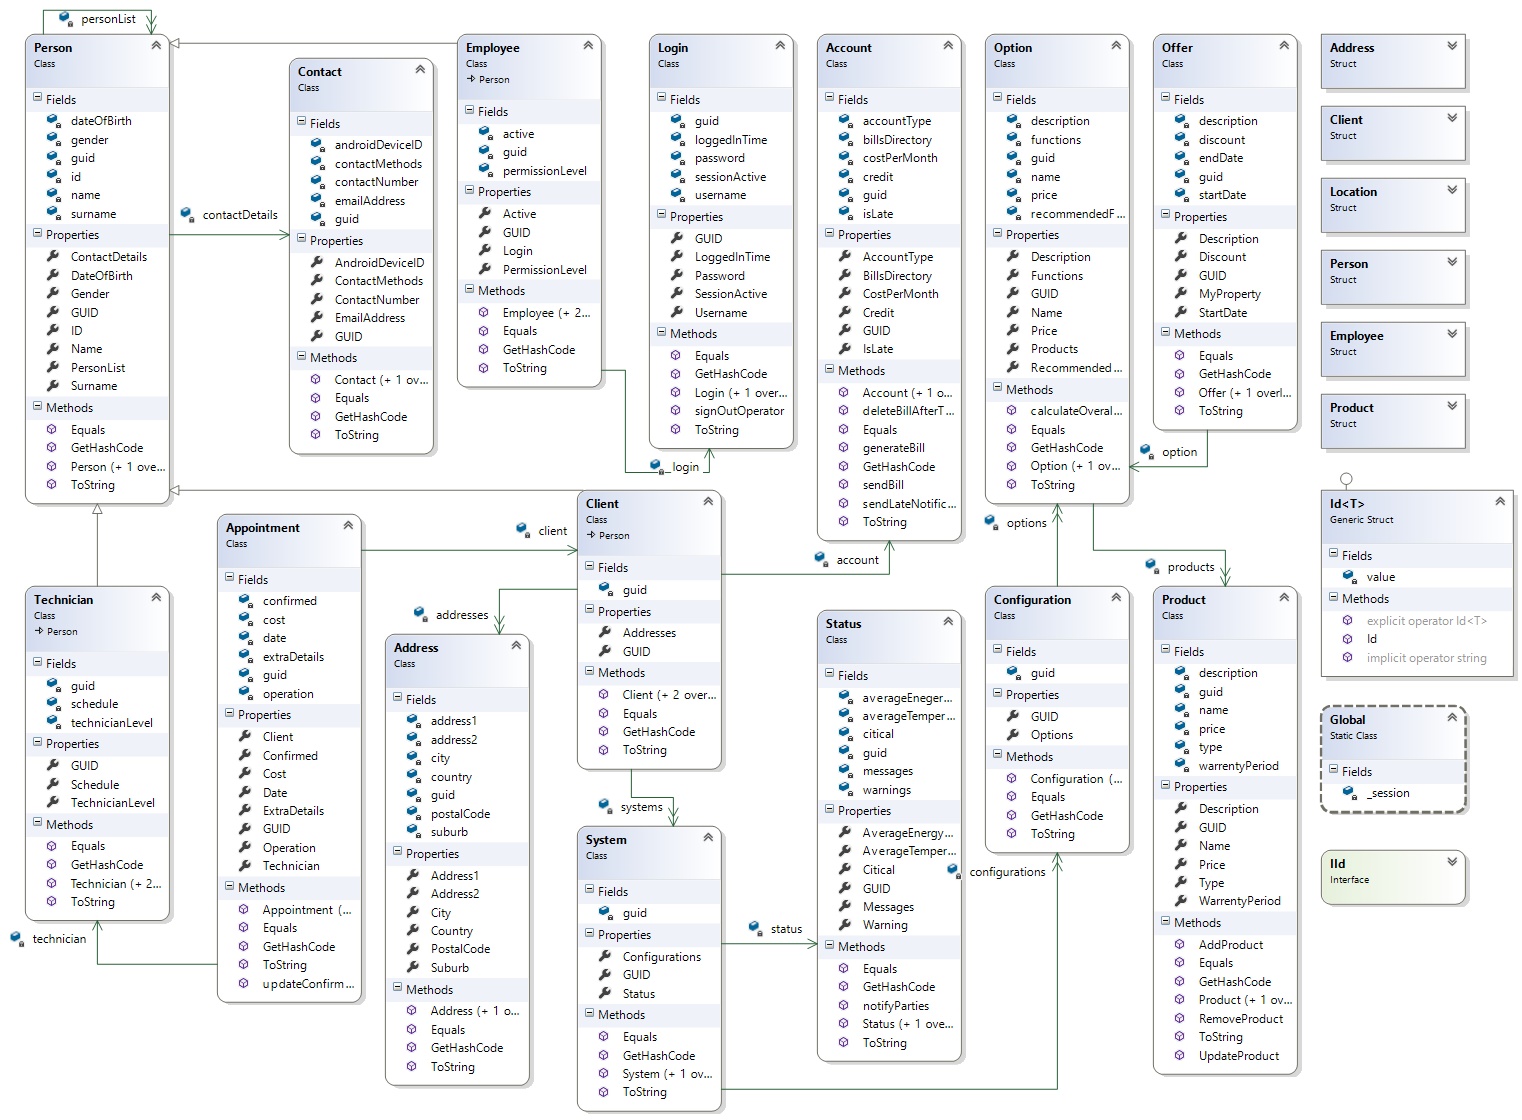 personList
Person
Class
Fields
dateOfBirth
gender
guid
id
name
surname
Properties
ContactDetails
DateOfBirth
Gender
GUID
ID
Name
PersonList
Surname
Methods
Equals
GetHashCode
Person (+ 1 ove...
ToString
contactDetails
Contact
Class
Fields
androidDeviceID
contactMethods
contactNumber
emailAddress
guid
Properties
AndroidDeviceID
ContactMethods
ContactNumber
EmailAddress
GUID
Methods
Contact (+ 1 ov...
Equals
GetHashCode
ToString
Employee
Class
Person
Fields
active
guid
permissionLevel
Properties
Active
GUID
Login
PermissionLevel
Methods
Employee (+ 2...
Equals
GetHashCode
ToString
_login
Login
Class
Fields
guid
loggedInTime
password
sessionActive
username
Properties
GUID
LoggedInTime
Password
SessionActive
Username
Methods
Equals
GetHashCode
Login (+ 1 over...
signOutOperator
ToString
Account
Class
Fields
accountType
billsDirectory
costPerMonth
credit
guid
isLate
Properties
AccountType
BillsDirectory
CostPerMonth
Credit
GUID
IsLate
Methods
Account (+ 1 o...
deleteBillAfterT...
Equals
generateBill
GetHashCode
sendBill
sendLateNotific...
ToString
Option
Class
Fields
description
functions
guid
name
price
recommendedF...
Properties
Description
Functions
GUID
Name
Price
Products
Recommended...
Methods
calculateOveral...
Equals
GetHashCode
Option (+ 1 ov...
ToString
Offer
Class
Fields
description
discount
endDate
guid
startDate
Properties
Description
Discount
GUID
MyProperty
StartDate
Methods
Equals
GetHashCode
Offer (+ 1 overl...
ToString
option
Address
Struct
Client
Struct
Location
Struct
Person
Struct
Employee
Struct
Product
Struct
Id<T>
Generic Struct
Fields
value
Methods
explicit operator Id<T>
Id
implicit operator string
Global
Static Class
Fields
_session
IId
Interface
Technician
Class
Person
Fields
guid
schedule
technicianLevel
Properties
GUID
Schedule
TechnicianLevel
Methods
Equals
GetHashCode
Technician (+ 2...
ToString
technician
Appointment
Class
Fields
confirmed
cost
date
extraDetails
guid
operation
Properties
Client
Confirmed
Cost
Date
ExtraDetails
GUID
Operation
Technician
Methods
Appointment (...
Equals
GetHashCode
ToString
updateConfirm...
client
addresses
Address
Class
Fields
address1
address2
city
country
guid
postalCode
suburb
Properties
Address1
Address2
City
Country
PostalCode
Suburb
Methods
Address (+ 1 o...
Equals
GetHashCode
ToString
Client
Class
Person
Fields
guid
Properties
Addresses
GUID
Methods
Client (+ 2 over...
Equals
GetHashCode
ToString
account
systems
System
Class
Fields
guid
Properties
Configurations
GUID
Status
Methods
Equals
GetHashCode
System (+ 1 ov...
ToString
status
Status
Class
Fields
averageEneger...
averageTemper...
citical
guid
messages
warnings
Properties
AverageEnergy...
AverageTemper...
Citical
GUID
Messages
Warning
Methods
Equals
GetHashCode
notifyParties
Status (+ 1 ove...
ToString
options
Configuration
Class
Fields
guid
Properties
GUID
Options
Methods
Configuration (...
Equals
GetHashCode
ToString
configurations
products
Product
Class
Fields
description
guid
name
price
type
warrentyPeriod
Properties
Description
GUID
Name
Price
Type
WarrentyPeriod
Methods
AddProduct
Equals
GetHashCode
Product (+ 1 ov...
RemoveProduct
ToString
UpdateProduct